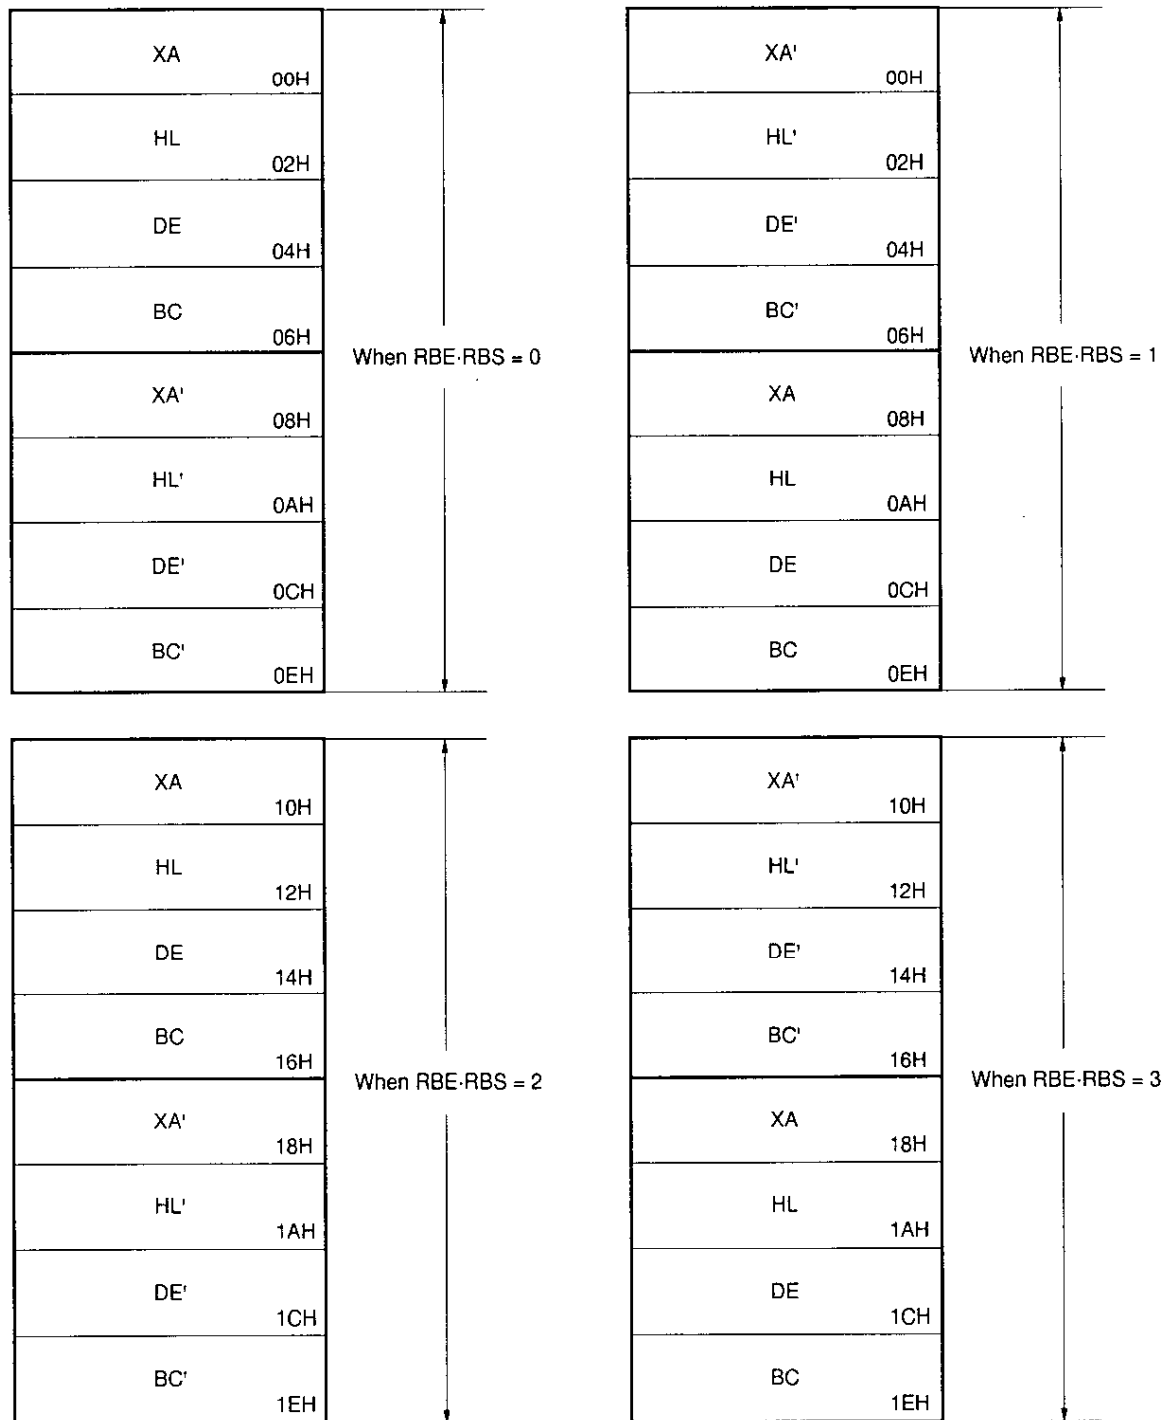 XA
00H
HL
02H
DE
04H
BC
06H
XA'
08H
HL'
0AH
DE'
0CH
BC'
0EH
When RBE·RBS = 0
XA'
00H
HL'
02H
DE'
04H
BC'
06H
XA
08H
HL
0AH
DE
0CH
BC
0EH
When RBE·RBS = 1
XA
10H
HL
12H
DE
14H
BC
16H
XA'
18H
HL'
1AH
DE'
1CH
BC'
1EH
When RBE·RBS = 2
XA'
10H
HL'
12H
DE'
14H
BC'
16H
XA
18H
HL
1AH
DE
1CH
BC
1EH
When RBE·RBS = 3